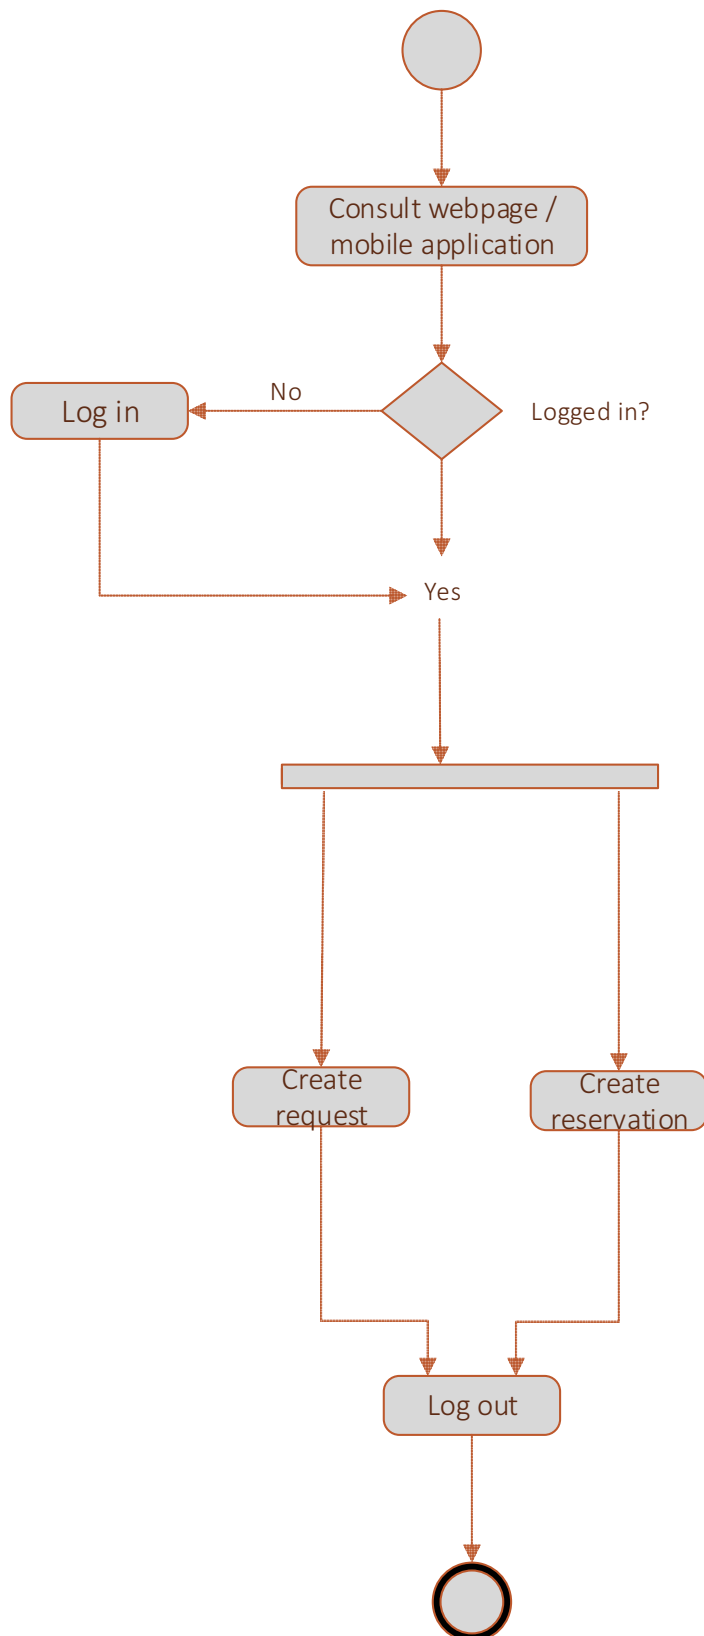 Consult webpage /
mobile application
No
Log in
Logged in?
Yes
Create
request
Create
reservation
Log out